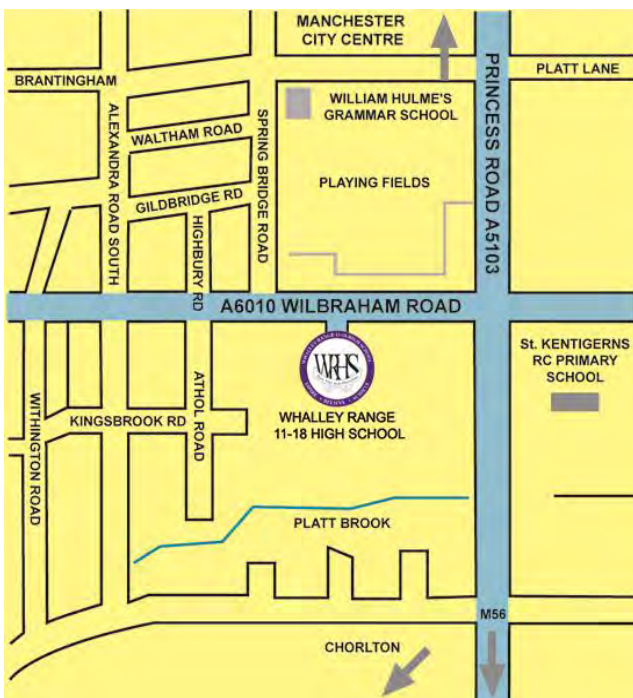 MANCHESTER
CITY CENTRE
BRANTINGHAM
PLATT LANE
WILLIAM HULME'S
GRAMMAR SCHOOL
WALTHAM ROAD
ALEXANDRA ROAD SOUTH
SPRING BRIDGE ROAD
PRINCESS ROAD A5103
PLAYING FIELDS
GILDBRIDGE RD
HIGHBURY RD
A6010 WILBRAHAM ROAD
St. KENTIGERNS
RC PRIMARY
SCHOOL
WRHS
WHALLEY RANGE
11-18 HIGH SCHOOL
ATHOL ROAD
KINGSBROOK RD
WITHINGTON ROAD
PLATT BROOK
M56
CHORLTON